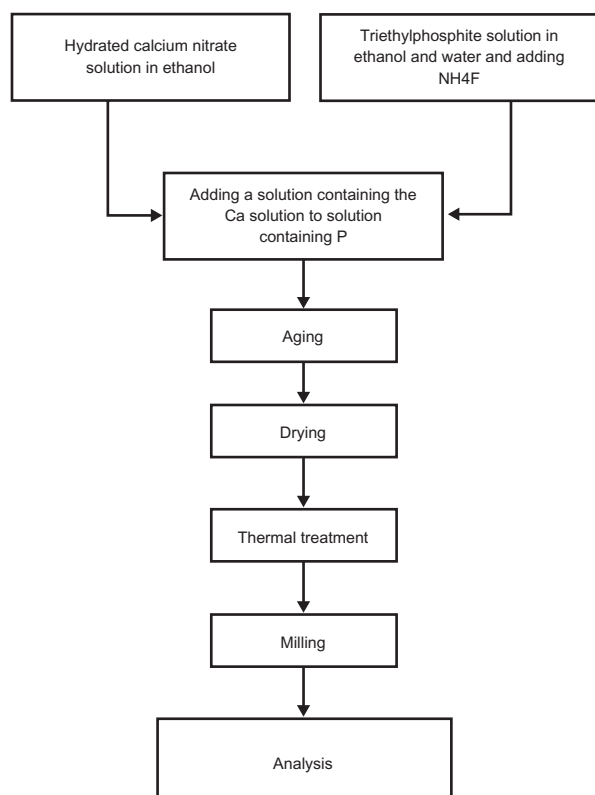 Hydrated calcium nitrate
solution in ethanol
Triethylphosphite solution in
ethanol and water and adding
NH4F
Adding a solution containing the
Ca solution to solution
containing P
Aging
Drying
Thermal treatment
Milling
Analysis